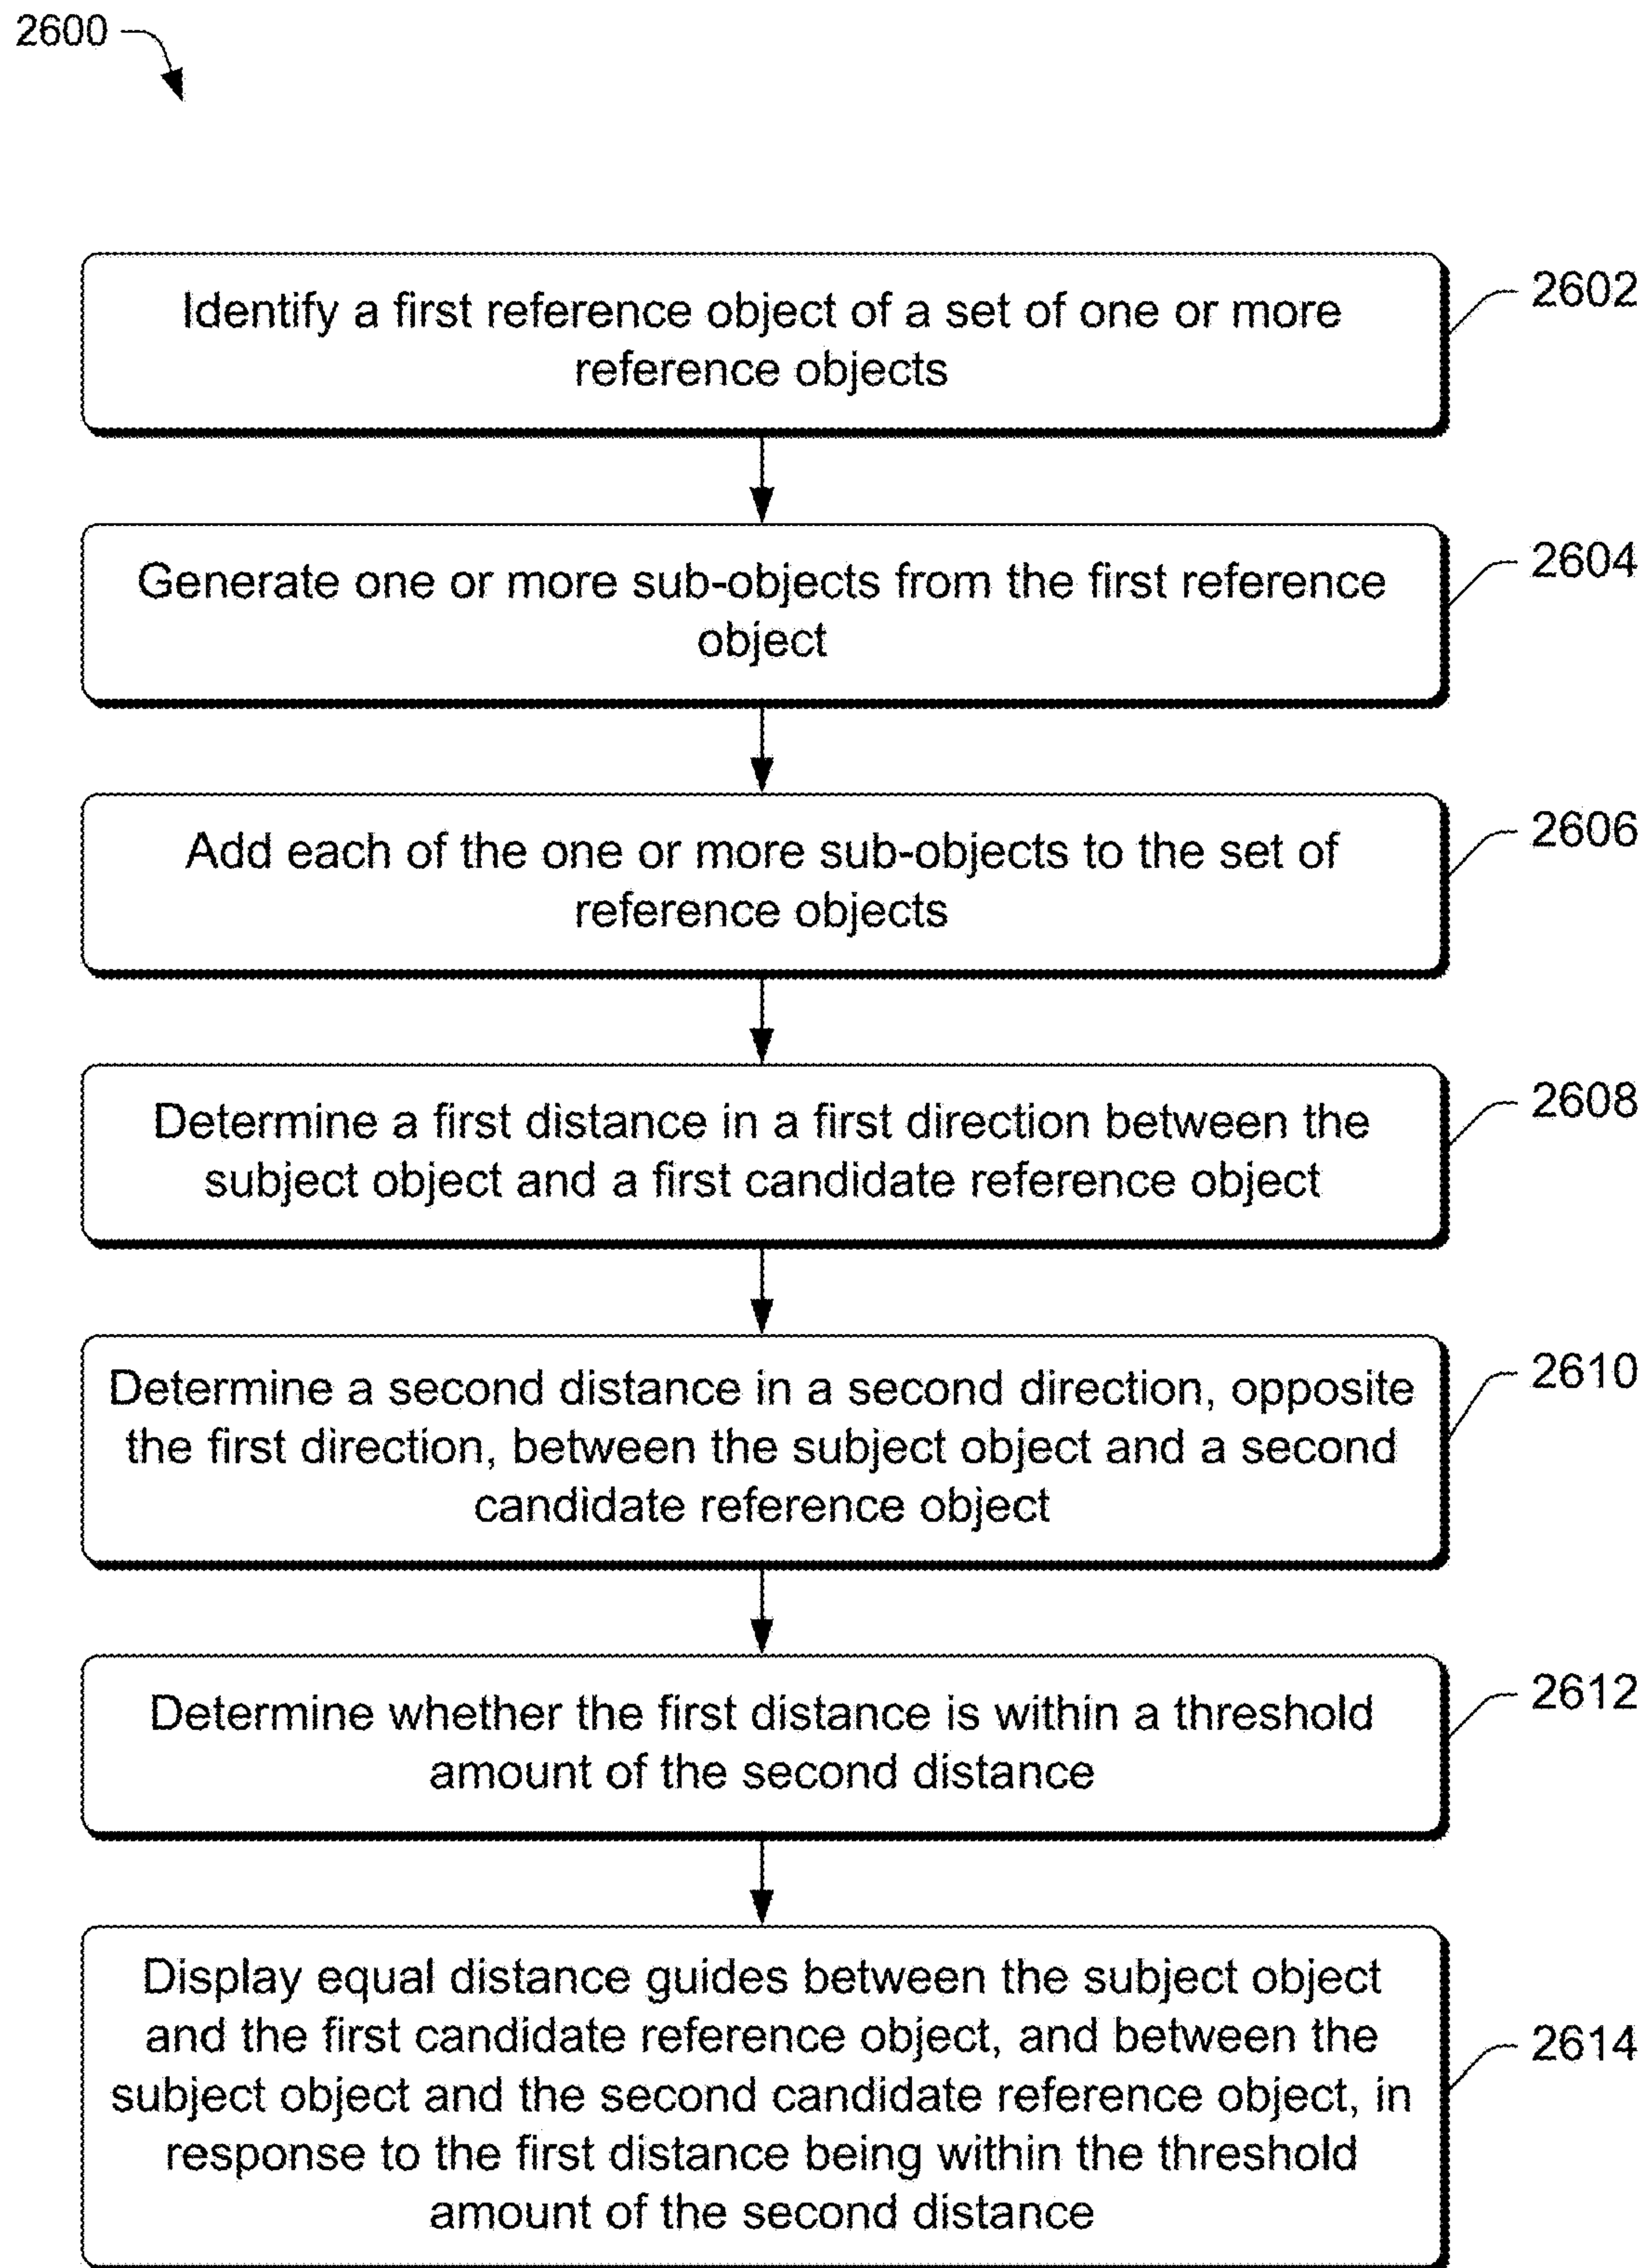 2600
Identify a first reference object of a set of one or more
reference objects
2602
Generate one or more sub-objects from the first reference
object
2604
Add each of the one or more sub-objects to the set of
reference objects
2606
Determine a first distance in a first direction between the
subject object and a first candidate reference object
2608
Determine a second distance in a second direction, opposite
the first direction, between the subject object and a second
candidate reference object
2610
Determine whether the first distance is within a threshold
amount of the second distance
2612
Display equal distance guides between the subject object
and the first candidate reference object, and between the
subject object and the second candidate reference object, in
response to the first distance being within the threshold
amount of the second distance
2614